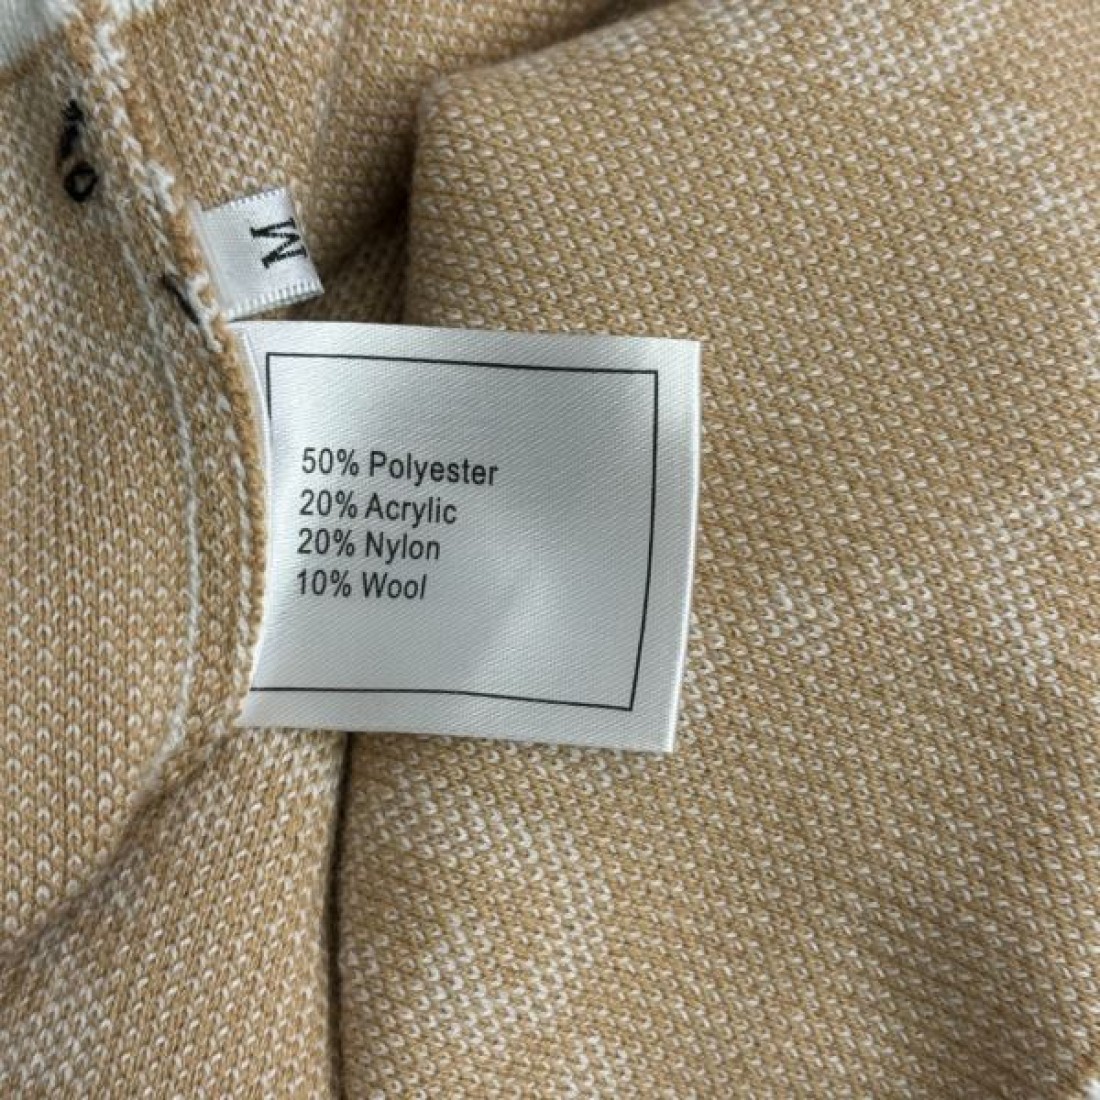 M
50% Polyester
20% Acrylic
20% Nylon
10% Wool